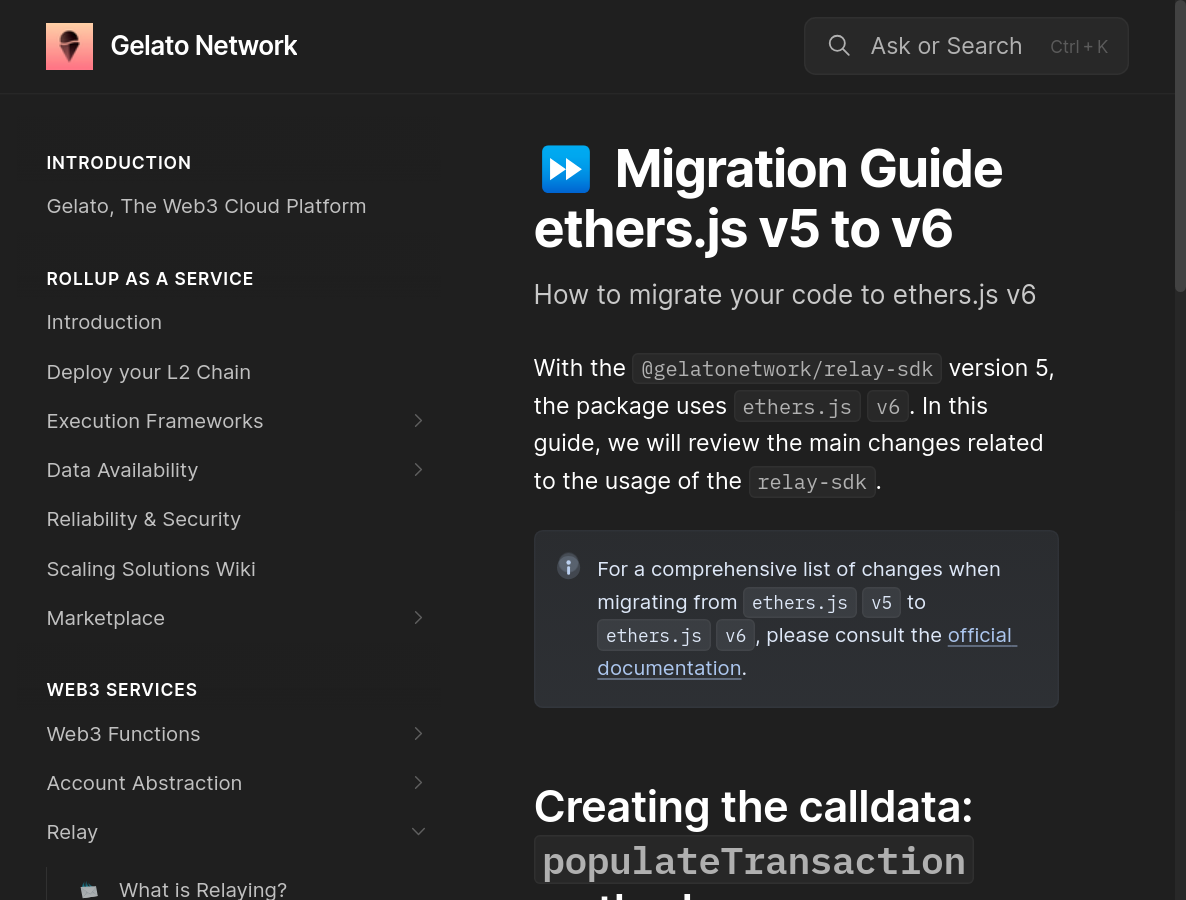 Gelato Network
Ask or Search Ctrl + K
INTRODUCTION
Gelato, The Web3 Cloud Platform
ROLLUP AS A SERVICE
Introduction
Deploy your L2 Chain
Execution Frameworks
Data Availability
Reliability & Security
Scaling Solutions Wiki
Marketplace
WEB3 SERVICES
Web3 Functions
Account Abstraction
Relay
What is Relaying?
Migration Guide
ethers.js v5 to v6
How to migrate your code to ethers.js v6
With the @gelatonetwork/relay-sdk version 5,
the package uses ethers.js v6. In this
guide, we will review the main changes related
to the usage of the relay-sdk.
For a comprehensive list of changes when
migrating from ethers.js v5 to
ethers.js v6, please consult the official
documentation.
Creating the calldata:
populateTransaction